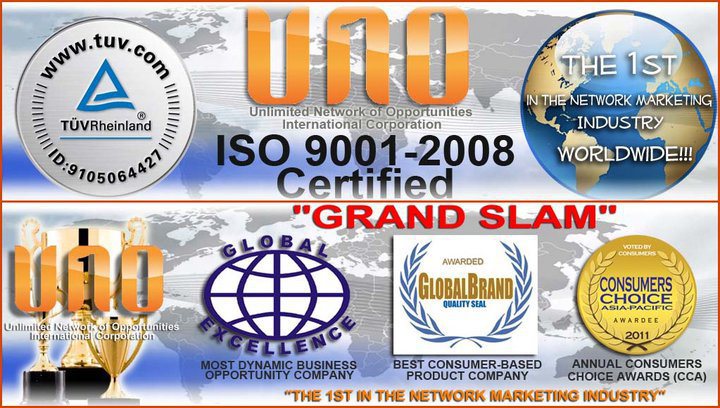 www.tuv.com
TÜVRheinland®
ID:9105064427
UNO
Unlimited Network of Opportunities
International Corporation
ISO 9001-2008
Certified
THE 1ST
IN THE NETWORK MARKETING
INDUSTRY
WORLDWIDE!!!
"GRAND SLAM"
1
UNO
Unlimited Network of Opportunities
International Corporation
GLOBAL
EXCELLENCE
MOST DYNAMIC BUSINESS
OPPORTUNITY COMPANY
AWARDED
GLOBALBRAND
QUALITY SEAL
BEST CONSUMER-BASED
PRODUCT COMPANY
VOTED BY
CONSUMERS
CONSUMERS
CHOICE
ASIA-PACIFIC
AWARDEE
2011
ANNUAL CONSUMERS
CHOICE AWARDS (CCA)
"THE 1ST IN THE NETWORK MARKETING INDUSTRY"